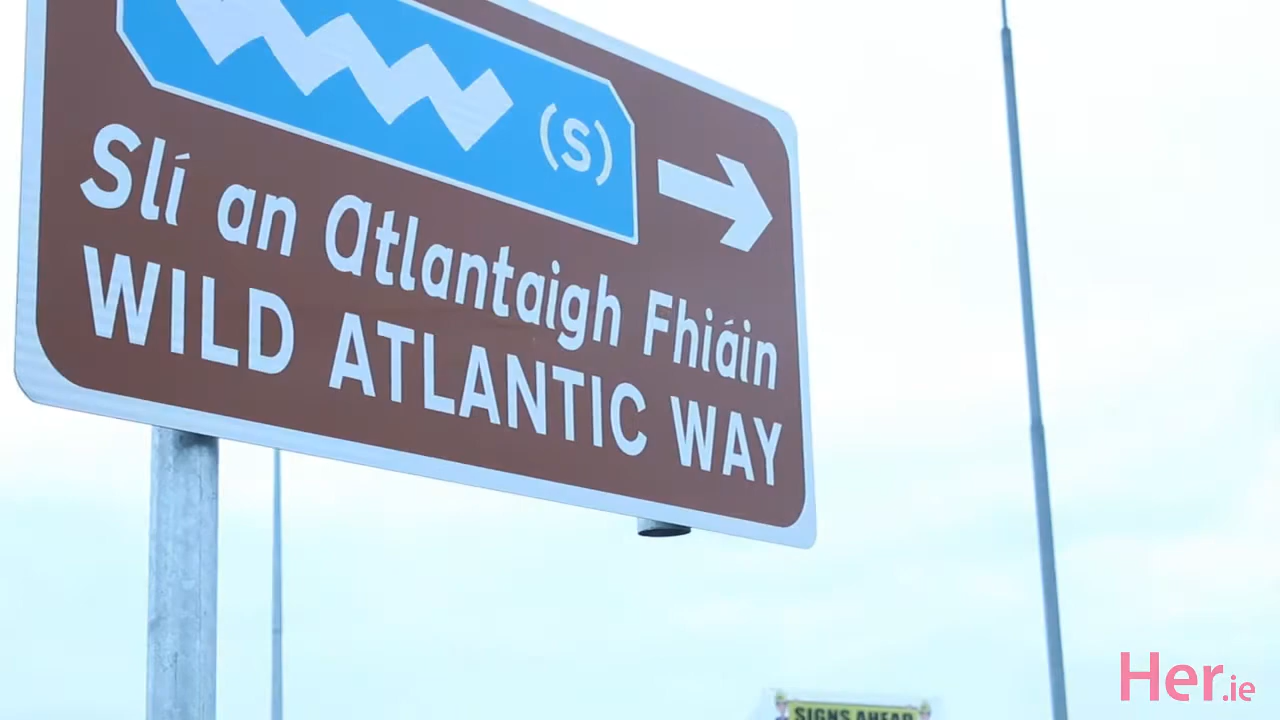 (S)
Slí an Atlantaigh Fhiáin
WILD ATLANTIC WAY
SIGNS AHEAD
Her.ie